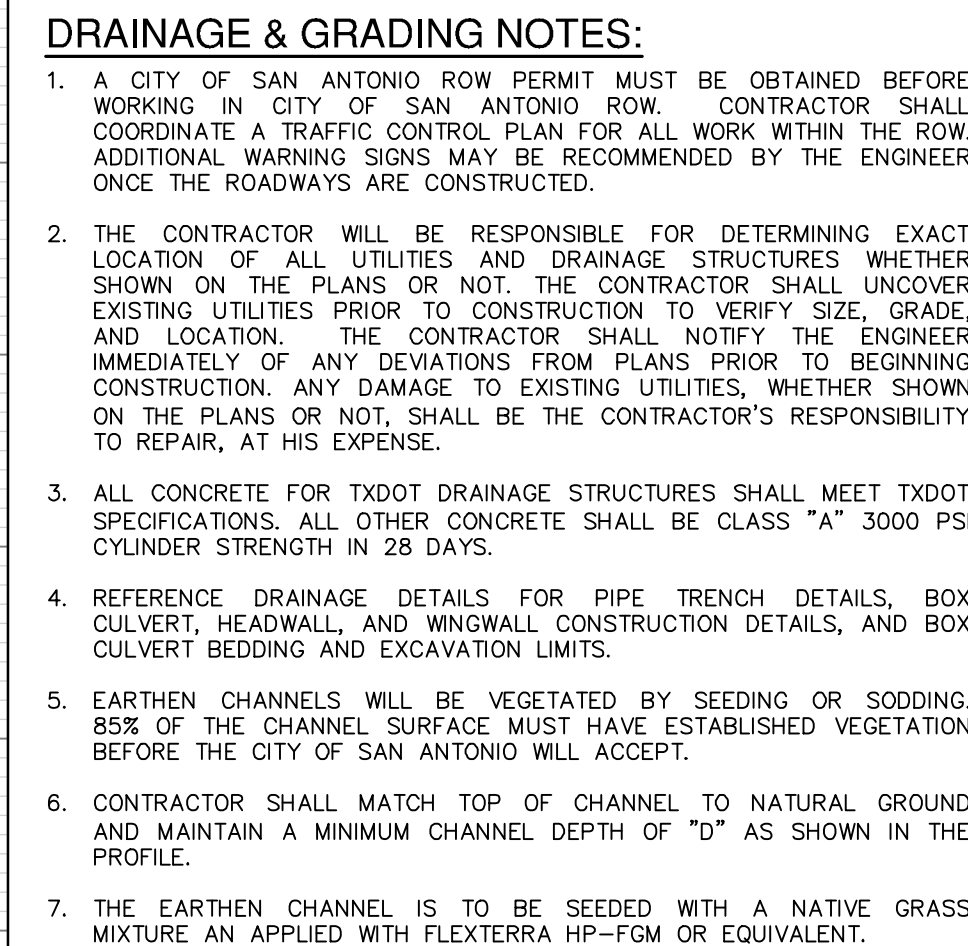 DRAINAGE & GRADING NOTES:
1. A CITY OF SAN ANTONIO ROW PERMIT MUST BE OBTAINED BEFORE
WORKING IN CITY OF SAN ANTONIO ROW. CONTRACTOR SHALL
COORDINATE A TRAFFIC CONTROL PLAN FOR ALL WORK WITHIN THE ROW.
ADDITIONAL WARNING SIGNS MAY BE RECOMMENDED BY THE ENGINEER
ONCE THE ROADWAYS ARE CONSTRUCTED.
2. THE CONTRACTOR WILL BE RESPONSIBLE FOR DETERMINING EXACT
LOCATION OF ALL UTILITIES AND DRAINAGE STRUCTURES WHETHER
SHOWN ON THE PLANS OR NOT. THE CONTRACTOR SHALL UNCOVER
EXISTING UTILITIES PRIOR TO CONSTRUCTION TO VERIFY SIZE, GRADE,
AND LOCATION. THE CONTRACTOR SHALL NOTIFY THE ENGINEER
IMMEDIATELY OF ANY DEVIATIONS FROM PLANS PRIOR TO BEGINNING
CONSTRUCTION. ANY DAMAGE TO EXISTING UTILITIES, WHETHER SHOWN
ON THE PLANS OR NOT, SHALL BE THE CONTRACTOR'S RESPONSIBILITY
TO REPAIR, AT HIS EXPENSE.
3. ALL CONCRETE FOR TXDOT DRAINAGE STRUCTURES SHALL MEET TXDOT
SPECIFICATIONS. ALL OTHER CONCRETE SHALL BE CLASS "A" 3000 PSI
CYLINDER STRENGTH IN 28 DAYS.
4. REFERENCE DRAINAGE DETAILS FOR PIPE TRENCH DETAILS, BOX
CULVERT, HEADWALL, AND WINGWALL CONSTRUCTION DETAILS, AND BOX
CULVERT BEDDING AND EXCAVATION LIMITS.
5. EARTHEN CHANNELS WILL BE VEGETATED BY SEEDING OR SODDING.
85% OF THE CHANNEL SURFACE MUST HAVE ESTABLISHED VEGETATION
BEFORE THE CITY OF SAN ANTONIO WILL ACCEPT.
6. CONTRACTOR SHALL MATCH TOP OF CHANNEL TO NATURAL GROUND
AND MAINTAIN A MINIMUM CHANNEL DEPTH OF "D" AS SHOWN IN THE
PROFILE.
7. THE EARTHEN CHANNEL IS TO BE SEEDED WITH A NATIVE GRASS
MIXTURE AN APPLIED WITH FLEXTERRA HP-FGM OR EQUIVALENT.